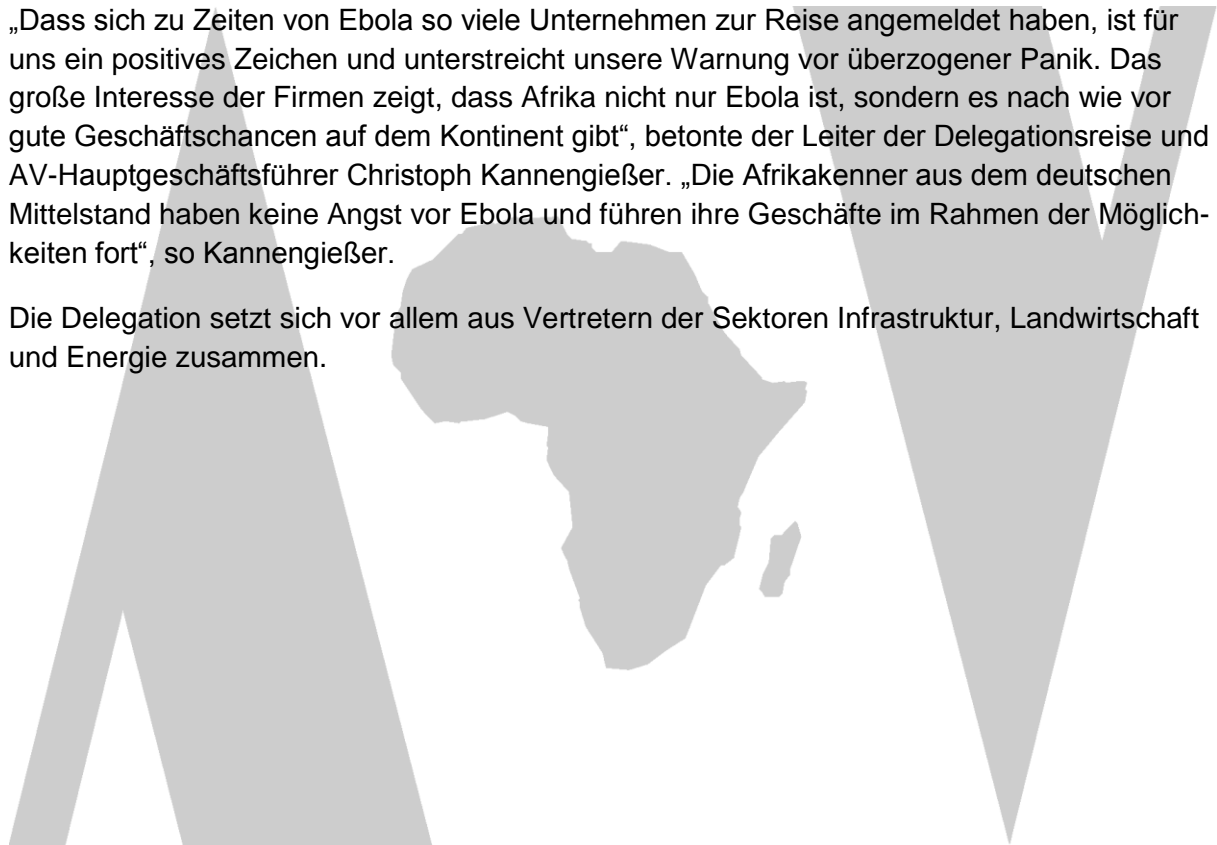 „Dass sich zu Zeiten von Ebola so viele Unternehmen zur Reise angemeldet haben, ist für
uns ein positives Zeichen und unterstreicht unsere Warnung vor überzogener Panik. Das
große Interesse der Firmen zeigt, dass Afrika nicht nur Ebola ist, sondern es nach wie vor
gute Geschäftschancen auf dem Kontinent gibt“, betonte der Leiter der Delegationsreise und
AV-Hauptgeschäftsführer Christoph Kannengießer. „Die Afrikakenner aus dem deutschen
Mittelstand haben keine Angst vor Ebola und führen ihre Geschäfte im Rahmen der Möglich-
keiten fort“, so Kannengießer.
Die Delegation setzt sich vor allem aus Vertretern der Sektoren Infrastruktur, Landwirtschaft
und Energie zusammen.